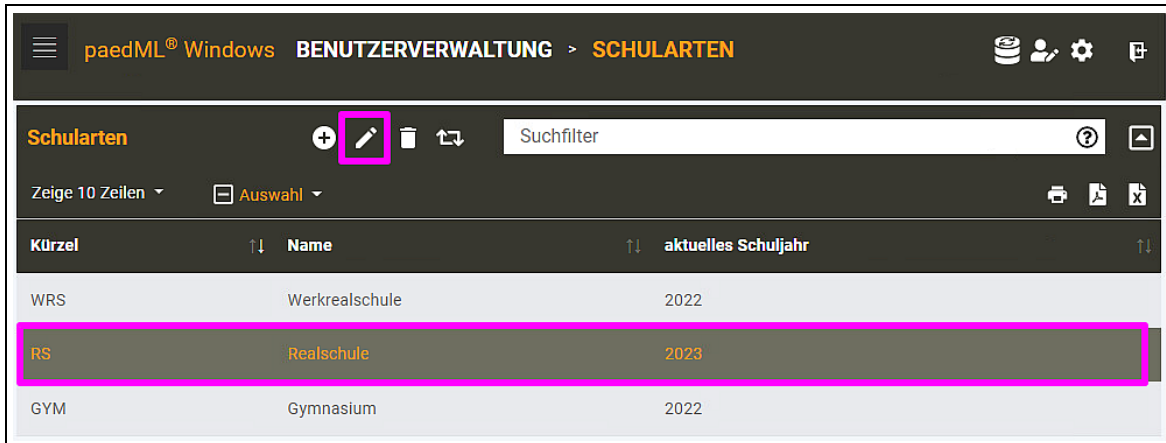 paedML® Windows BENUTZERVERWALTUNG > SCHULARTEN
Schularten Suchfilter
Zeige 10 Zeilen Auswahl
Kürzel Name aktuelles Schuljahr
WRS Werkrealschule 2022
RS Realschule 2023
GYM Gymnasium 2022